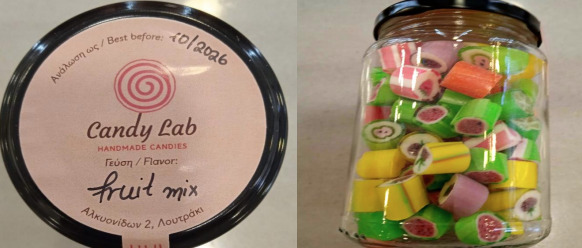 Ανάλωση ως / Best before: 10/2026
Candy Lab
HANDMADE CANDIES
Γεύση / Flavor:
fruit mix
Αλκυονίδων 2, Λουτράκι